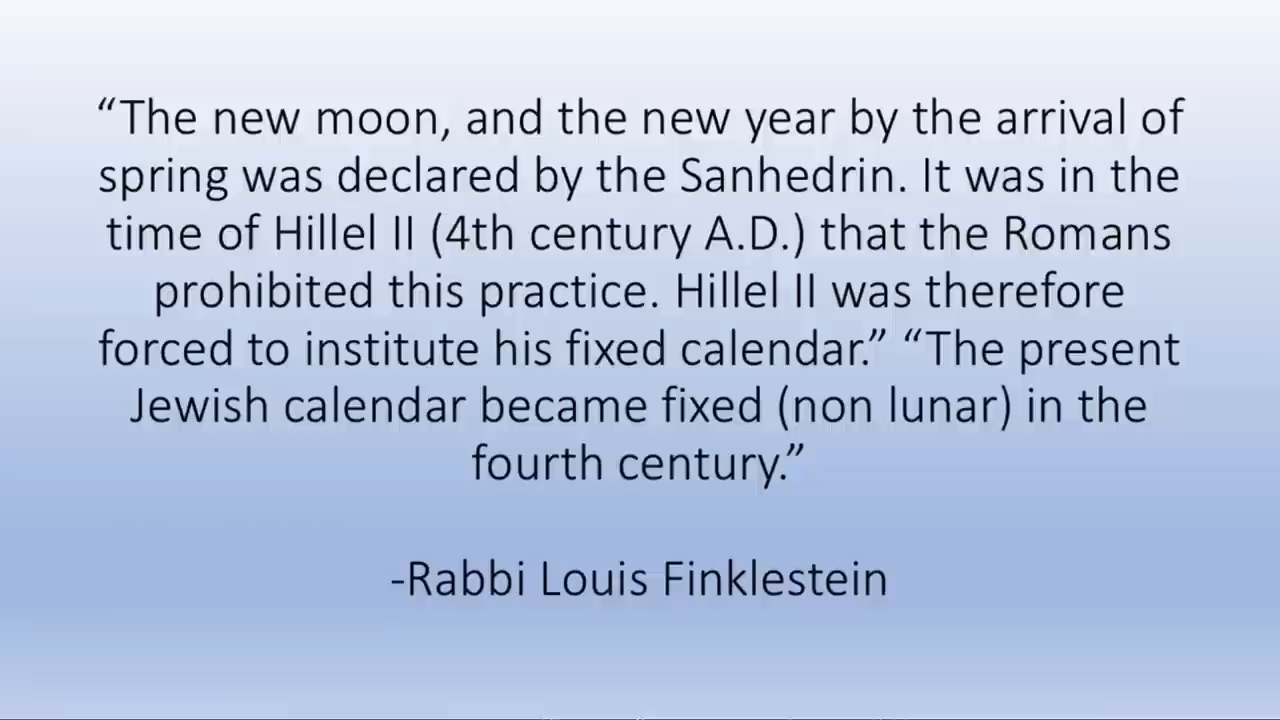 “The new moon, and the new year by the arrival of
spring was declared by the Sanhedrin. It was in the
time of Hillel II (4th century A.D.) that the Romans
prohibited this practice. Hillel II was therefore
forced to institute his fixed calendar.” “The present
Jewish calendar became fixed (non lunar) in the
fourth century.”
-Rabbi Louis Finklestein